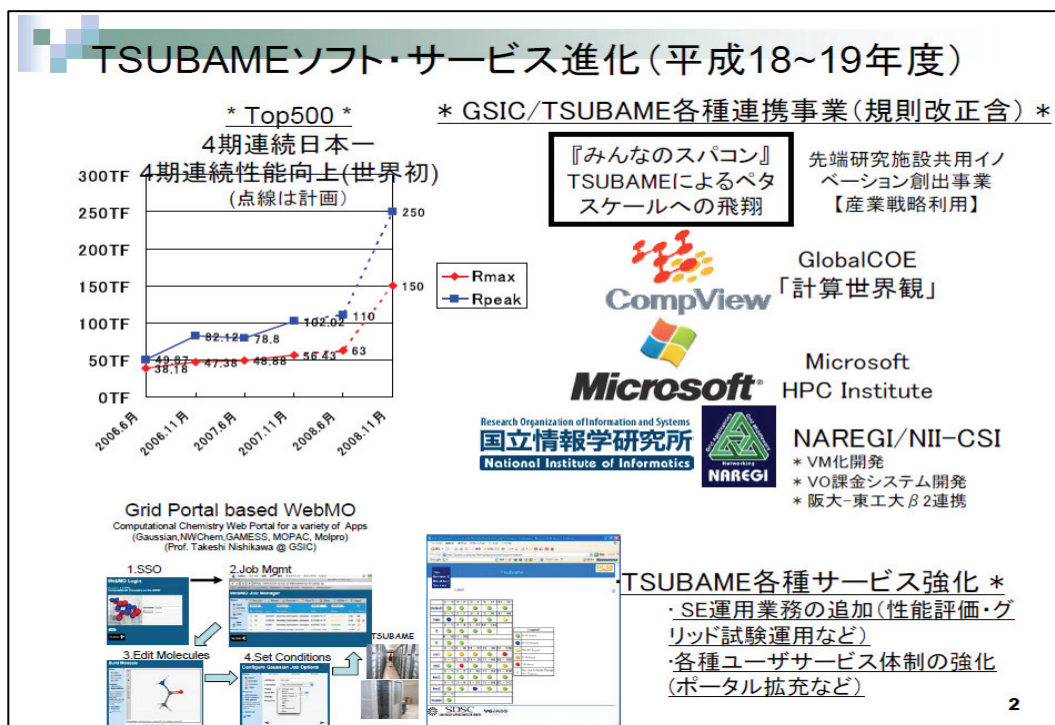 TSUBAMEソフト・サービス進化(平成18~19年度)
* Top500 *
4期連続日本一
4期連続性能向上(世界初)
(点線は計画)
300TF
250TF
200TF
150TF
100TF
50TF
0TF
250
150
110
102.02
82.12
78.8
49.87
38.18
47.38
48.88
56.43
63
2006.6月
2006.11月
2007.6月
2007.11月
2008.6月
2008.11月
Rmax
Rpeak
* GSIC/TSUBAME各種連携事業(規則改正含) *
『みんなのスパコン』
TSUBAMEによるペタ
スケールへの飛翔
先端研究施設共用イノ
ベーション創出事業
【産業戦略利用】
CompView
GlobalCOE
「計算世界観」
Microsoft
Microsoft
HPC Institute
Research Organization of Information and Systems
国立情報学研究所
National Institute of Informatics
Networking
NAREGI
NAREGI/NII-CSI
* VM化開発
* VO課金システム開発
* 阪大-東工大β2連携
Grid Portal based WebMO
Computational Chemistry Web Portal for a variety of Apps
(Gaussian,NWChem,GAMESS, MOPAC, Molpro)
(Prof. Takeshi Nishikawa @ GSIC)
1.SSO
2.Job Mgmt
WebMO Login
WebMO Job Manager
3.Edit Molecules
4.Set Conditions
Build Molecule
Configure Gaussian Job Options
TSUBAME
SDSC
TSUBAME各種サービス強化 *
・SE運用業務の追加(性能評価・グ
リッド試験運用など)
・各種ユーザサービス体制の強化
(ポータル拡充など)
2